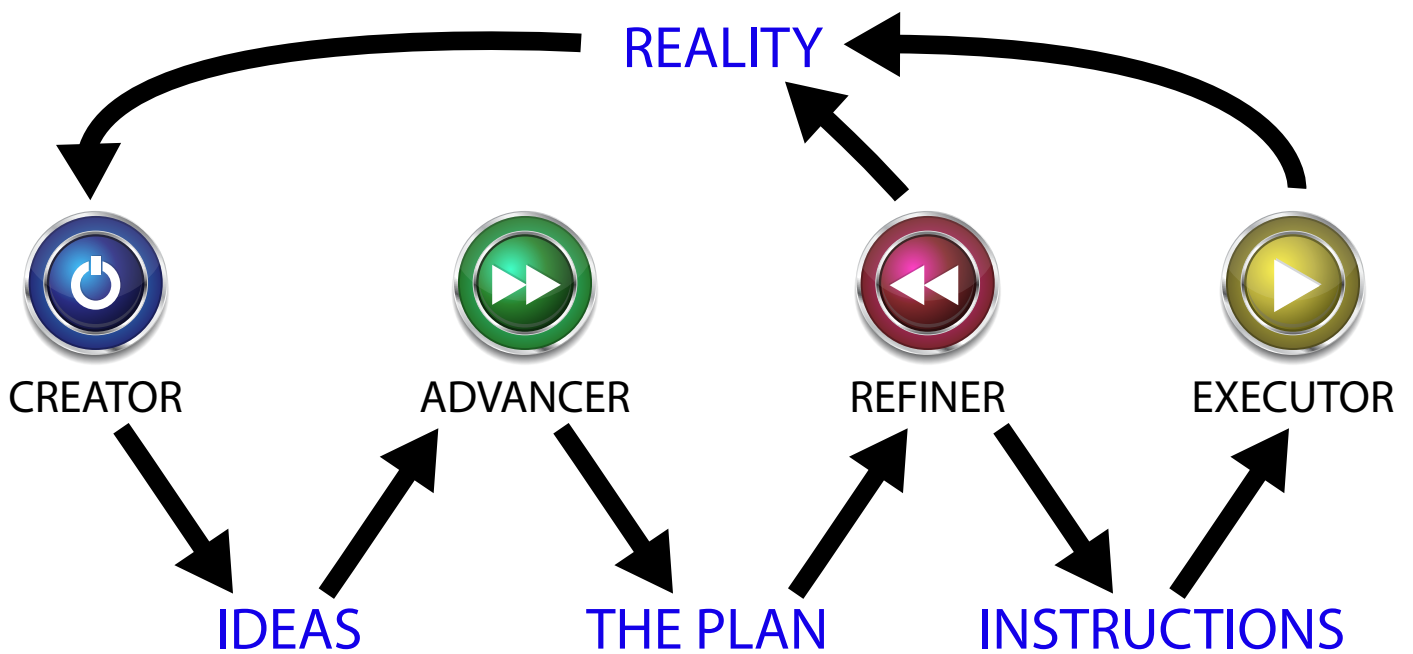 REALITY
CREATOR
ADVANCER
REFINER
EXECUTOR
IDEAS
THE PLAN
INSTRUCTIONS